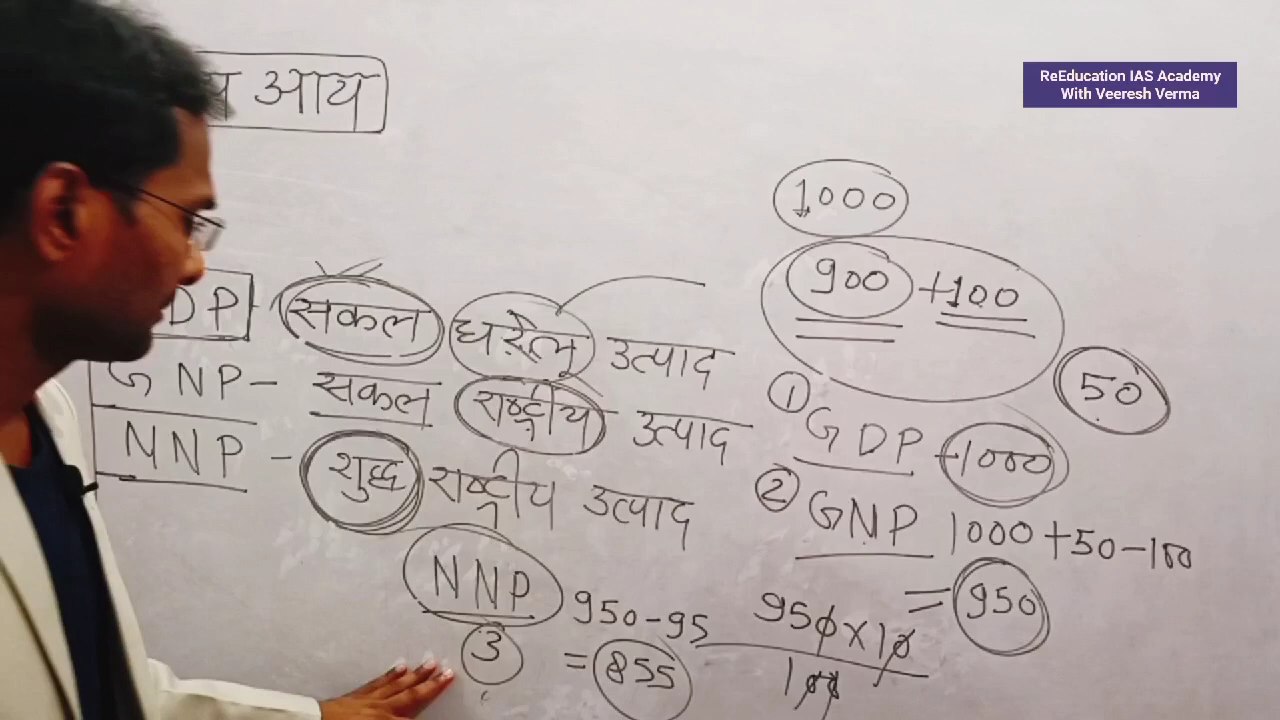 ReEducation IAS Academy
With Veeresh Verma
आय
1000
900 + 100
50
DP - सकल घरेलू उत्पाद
GNP - सकल राष्ट्रीय उत्पाद
NNP - शुद्ध राष्ट्रीय उत्पाद
① GDP - 1000
② GNP 1000 + 50 - 100
= 950
NNP
3
950 - 95
= 855
950 × 10
100